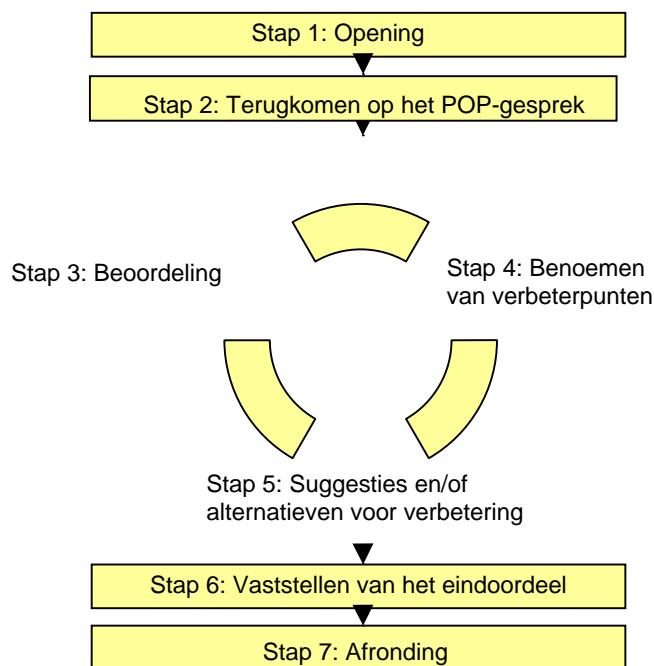 Stap 1: Opening
Stap 2: Terugkomen op het POP-gesprek
Stap 3: Beoordeling
Stap 4: Benoemen
van verbeterpunten
Stap 5: Suggesties en/of
alternatieven voor verbetering
Stap 6: Vaststellen van het eindoordeel
Stap 7: Afronding